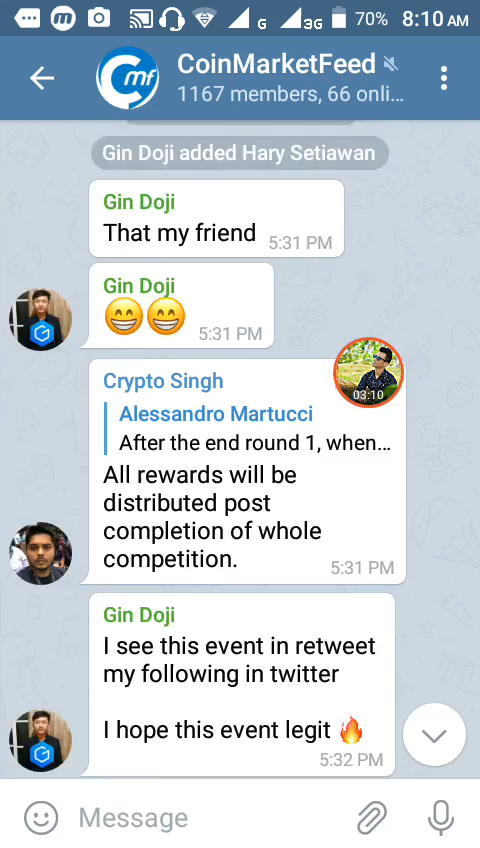 G
3G
70%
8:10 AM
Cmf
CoinMarketFeed
1167 members, 66 onli...
Gin Doji added Hary Setiawan
Gin Doji
That my friend
5:31 PM
Gin Doji
😁😁
5:31 PM
03:10
Crypto Singh
Alessandro Martucci
After the end round 1, when...
All rewards will be
distributed post
completion of whole
competition.
5:31 PM
Gin Doji
I see this event in retweet
my following in twitter
I hope this event legit 🔥
5:32 PM
Message